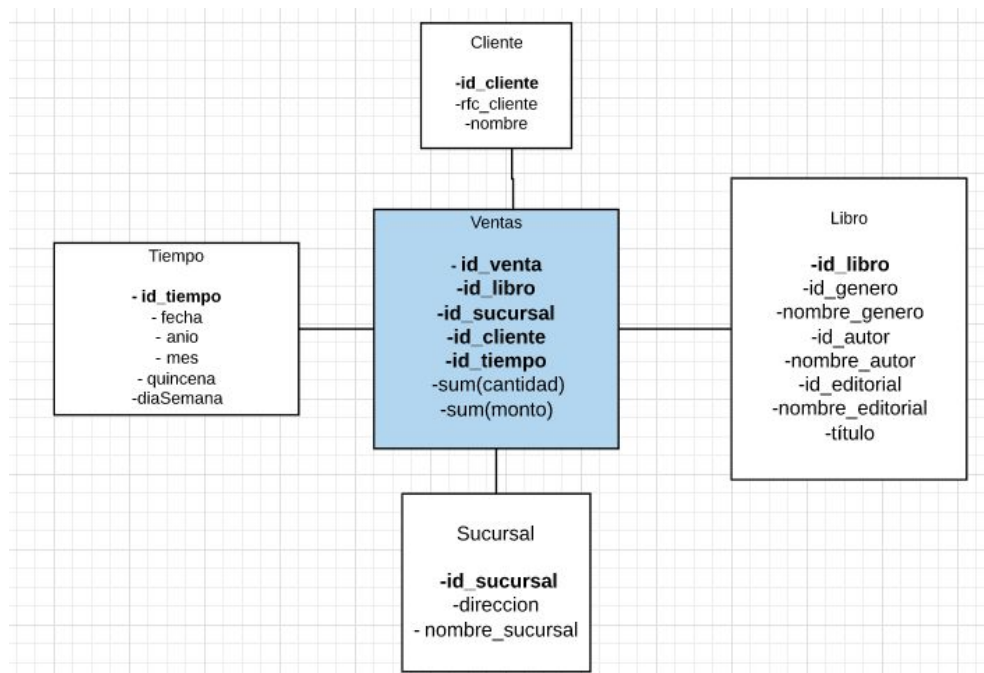 Cliente
-id_cliente
-rfc_cliente
-nombre
Tiempo
- id_tiempo
- fecha
- anio
- mes
- quincena
-diaSemana
Ventas
- id_venta
-id_libro
-id_sucursal
-id_cliente
-id_tiempo
-sum(cantidad)
-sum(monto)
Libro
-id_libro
-id_genero
-nombre_genero
-id_autor
-nombre_autor
-id_editorial
-nombre_editorial
-título
Sucursal
-id_sucursal
-direccion
- nombre_sucursal